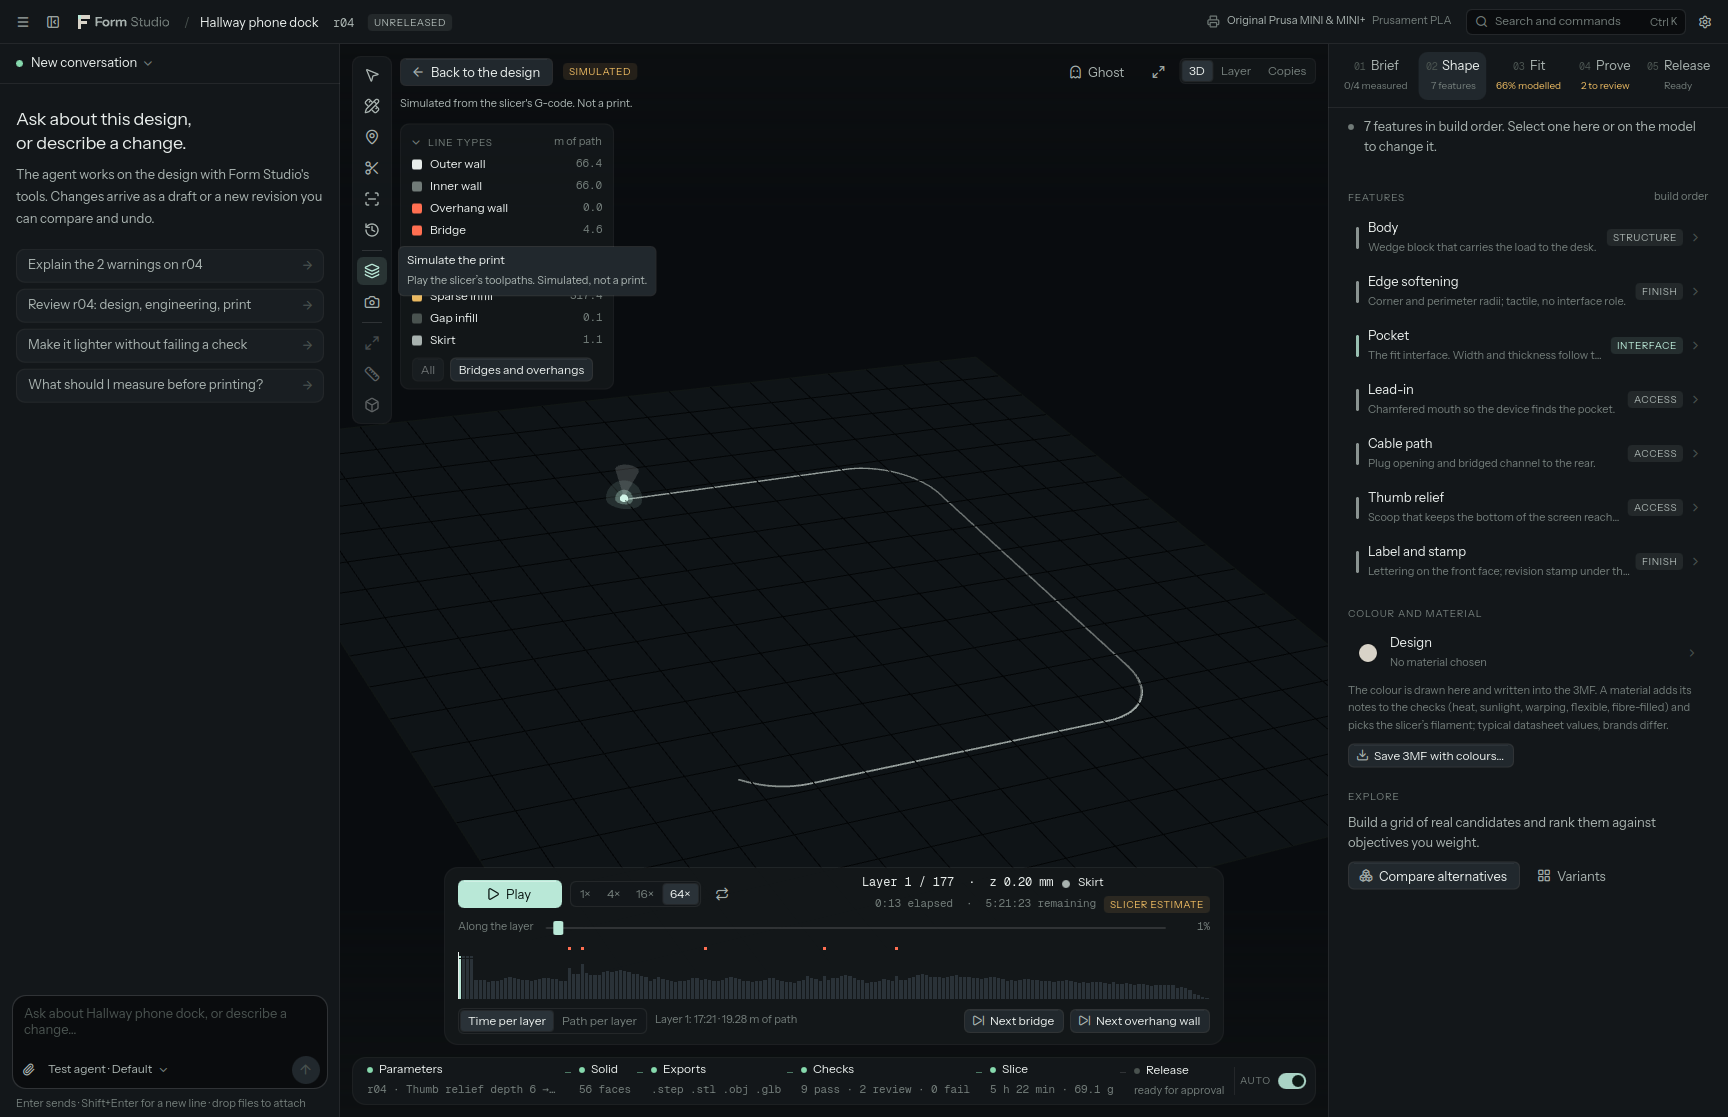 Form Studio / Hallway phone dock r04 UNRELEASED
Original Prusa MINI & MINI+ Prusament PLA
Search and commands Ctrl K
New conversation
Ask about this design,
or describe a change.
The agent works on the design with Form Studio's
tools. Changes arrive as a draft or a new revision you
can compare and undo.
Explain the 2 warnings on r04
Review r04: design, engineering, print
Make it lighter without failing a check
What should I measure before printing?
Ask about Hallway phone dock, or describe a
change...
Test agent · Default
Enter sends · Shift+Enter for a new line · drop files to attach
Back to the design SIMULATED
Ghost 3D Layer Copies
Simulated from the slicer's G-code. Not a print.
LINE TYPES m of path
Outer wall 66.4
Inner wall 66.0
Overhang wall 0.0
Bridge 4.6
Simulate the print
Play the slicer's toolpaths. Simulated, not a print.
Sparse infill 317.4
Gap infill 0.1
Skirt 1.1
All Bridges and overhangs
Play 1× 4× 16× 64×
Layer 1 / 177 · z 0.20 mm Skirt
0:13 elapsed · 5:21:23 remaining SLICER ESTIMATE
Along the layer 1%
Time per layer Path per layer Layer 1: 17:21 · 19.28 m of path
Next bridge Next overhang wall
Parameters
r04 · Thumb relief depth 6 →…
Solid
56 faces
Exports
.step .stl .obj .glb
Checks
9 pass · 2 review · 0 fail
Slice
5 h 22 min · 69.1 g
Release
ready for approval
AUTO
01 Brief
0/4 measured
02 Shape
7 features
03 Fit
66% modelled
04 Prove
2 to review
05 Release
Ready
7 features in build order. Select one here or on the model
to change it.
FEATURES build order
Body
Wedge block that carries the load to the desk.
STRUCTURE
Edge softening
Corner and perimeter radii; tactile, no interface role.
FINISH
Pocket
The fit interface. Width and thickness follow t…
INTERFACE
Lead-in
Chamfered mouth so the device finds the pocket.
ACCESS
Cable path
Plug opening and bridged channel to the rear.
ACCESS
Thumb relief
Scoop that keeps the bottom of the screen reach…
ACCESS
Label and stamp
Lettering on the front face; revision stamp under th…
FINISH
COLOUR AND MATERIAL
Design
No material chosen
The colour is drawn here and written into the 3MF. A material adds its
notes to the checks (heat, sunlight, warping, flexible, fibre-filled) and
picks the slicer's filament; typical datasheet values, brands differ.
Save 3MF with colours…
EXPLORE
Build a grid of real candidates and rank them against
objectives you weight.
Compare alternatives Variants